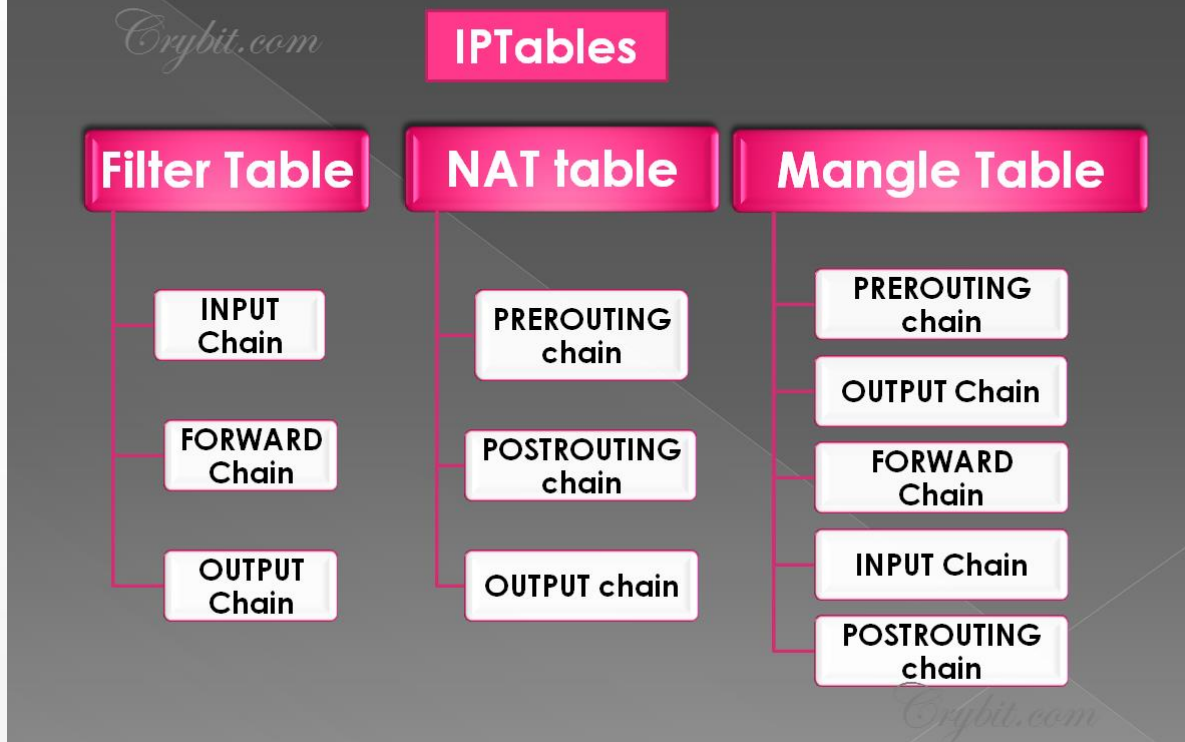 Crybit.com
IPTables
Filter Table
INPUT
Chain
FORWARD
Chain
OUTPUT
Chain
NAT table
PREROUTING
chain
POSTROUTING
chain
OUTPUT chain
Mangle Table
PREROUTING
chain
OUTPUT Chain
FORWARD
Chain
INPUT Chain
POSTROUTING
chain
Crybit.com